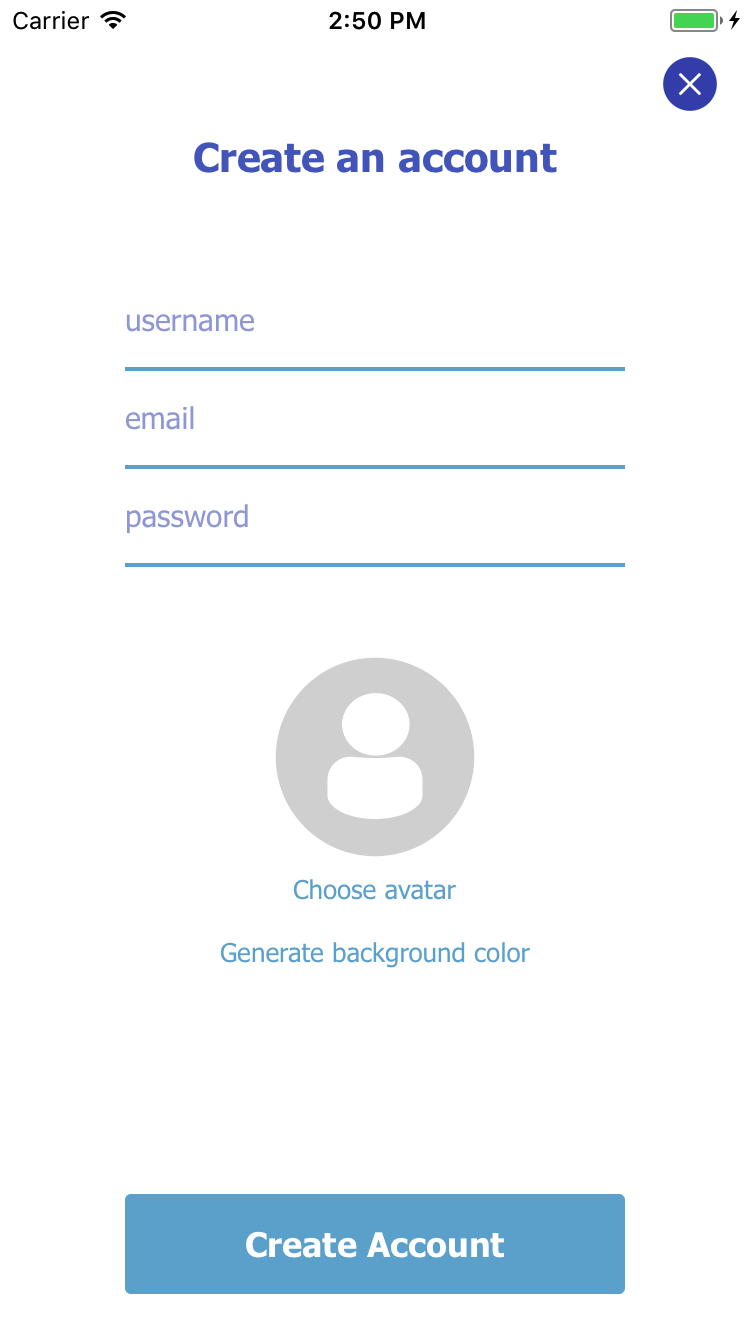 Carrier 2:50 PM
Create an account
username
email
password
Choose avatar
Generate background color
Create Account